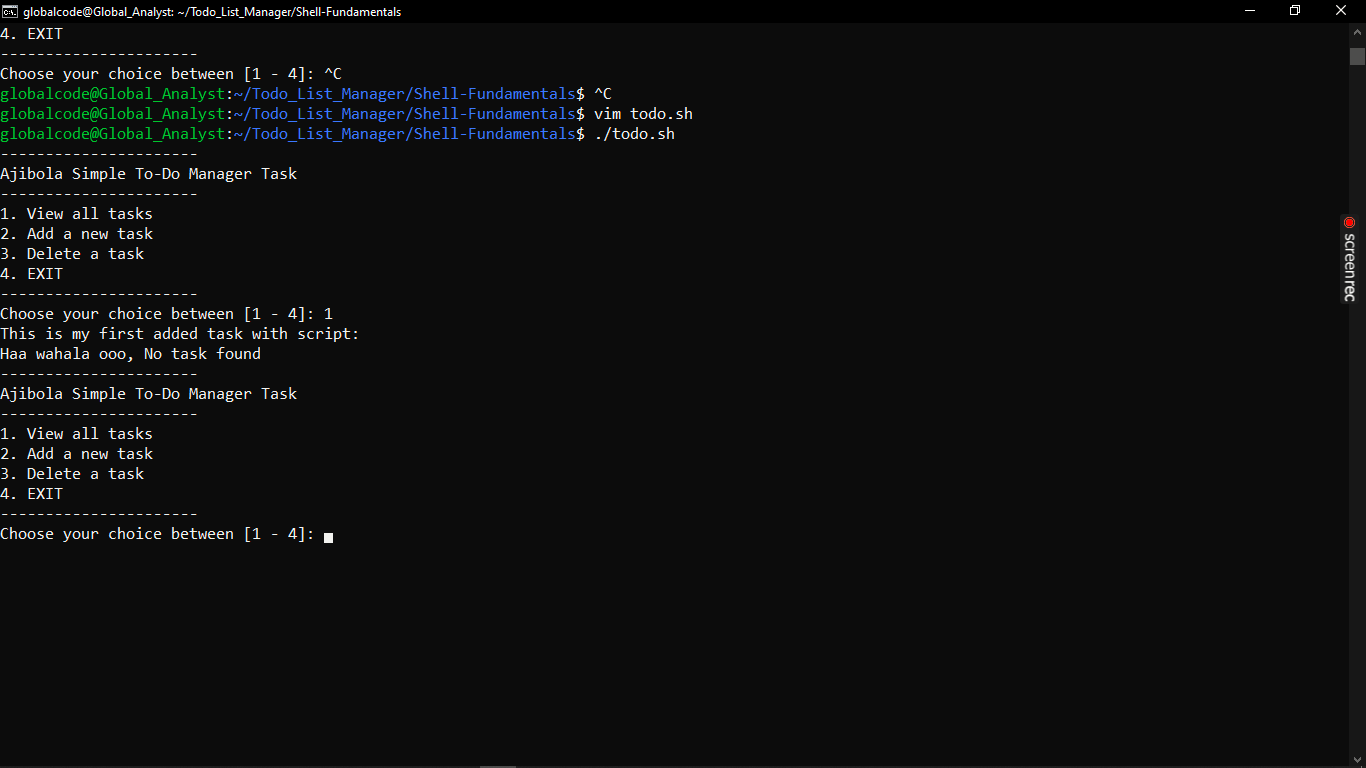 globalcode@Global_Analyst: ~/Todo_List_Manager/Shell-Fundamentals
4. EXIT
----------------------
Choose your choice between [1 - 4]: ^C
globalcode@Global_Analyst:~/Todo_List_Manager/Shell-Fundamentals$ ^C
globalcode@Global_Analyst:~/Todo_List_Manager/Shell-Fundamentals$ vim todo.sh
globalcode@Global_Analyst:~/Todo_List_Manager/Shell-Fundamentals$ ./todo.sh
----------------------
Ajibola Simple To-Do Manager Task
----------------------
1. View all tasks
2. Add a new task
3. Delete a task
4. EXIT
----------------------
Choose your choice between [1 - 4]: 1
This is my first added task with script:
Haa wahala ooo, No task found
----------------------
Ajibola Simple To-Do Manager Task
----------------------
1. View all tasks
2. Add a new task
3. Delete a task
4. EXIT
----------------------
Choose your choice between [1 - 4]:
screenrec